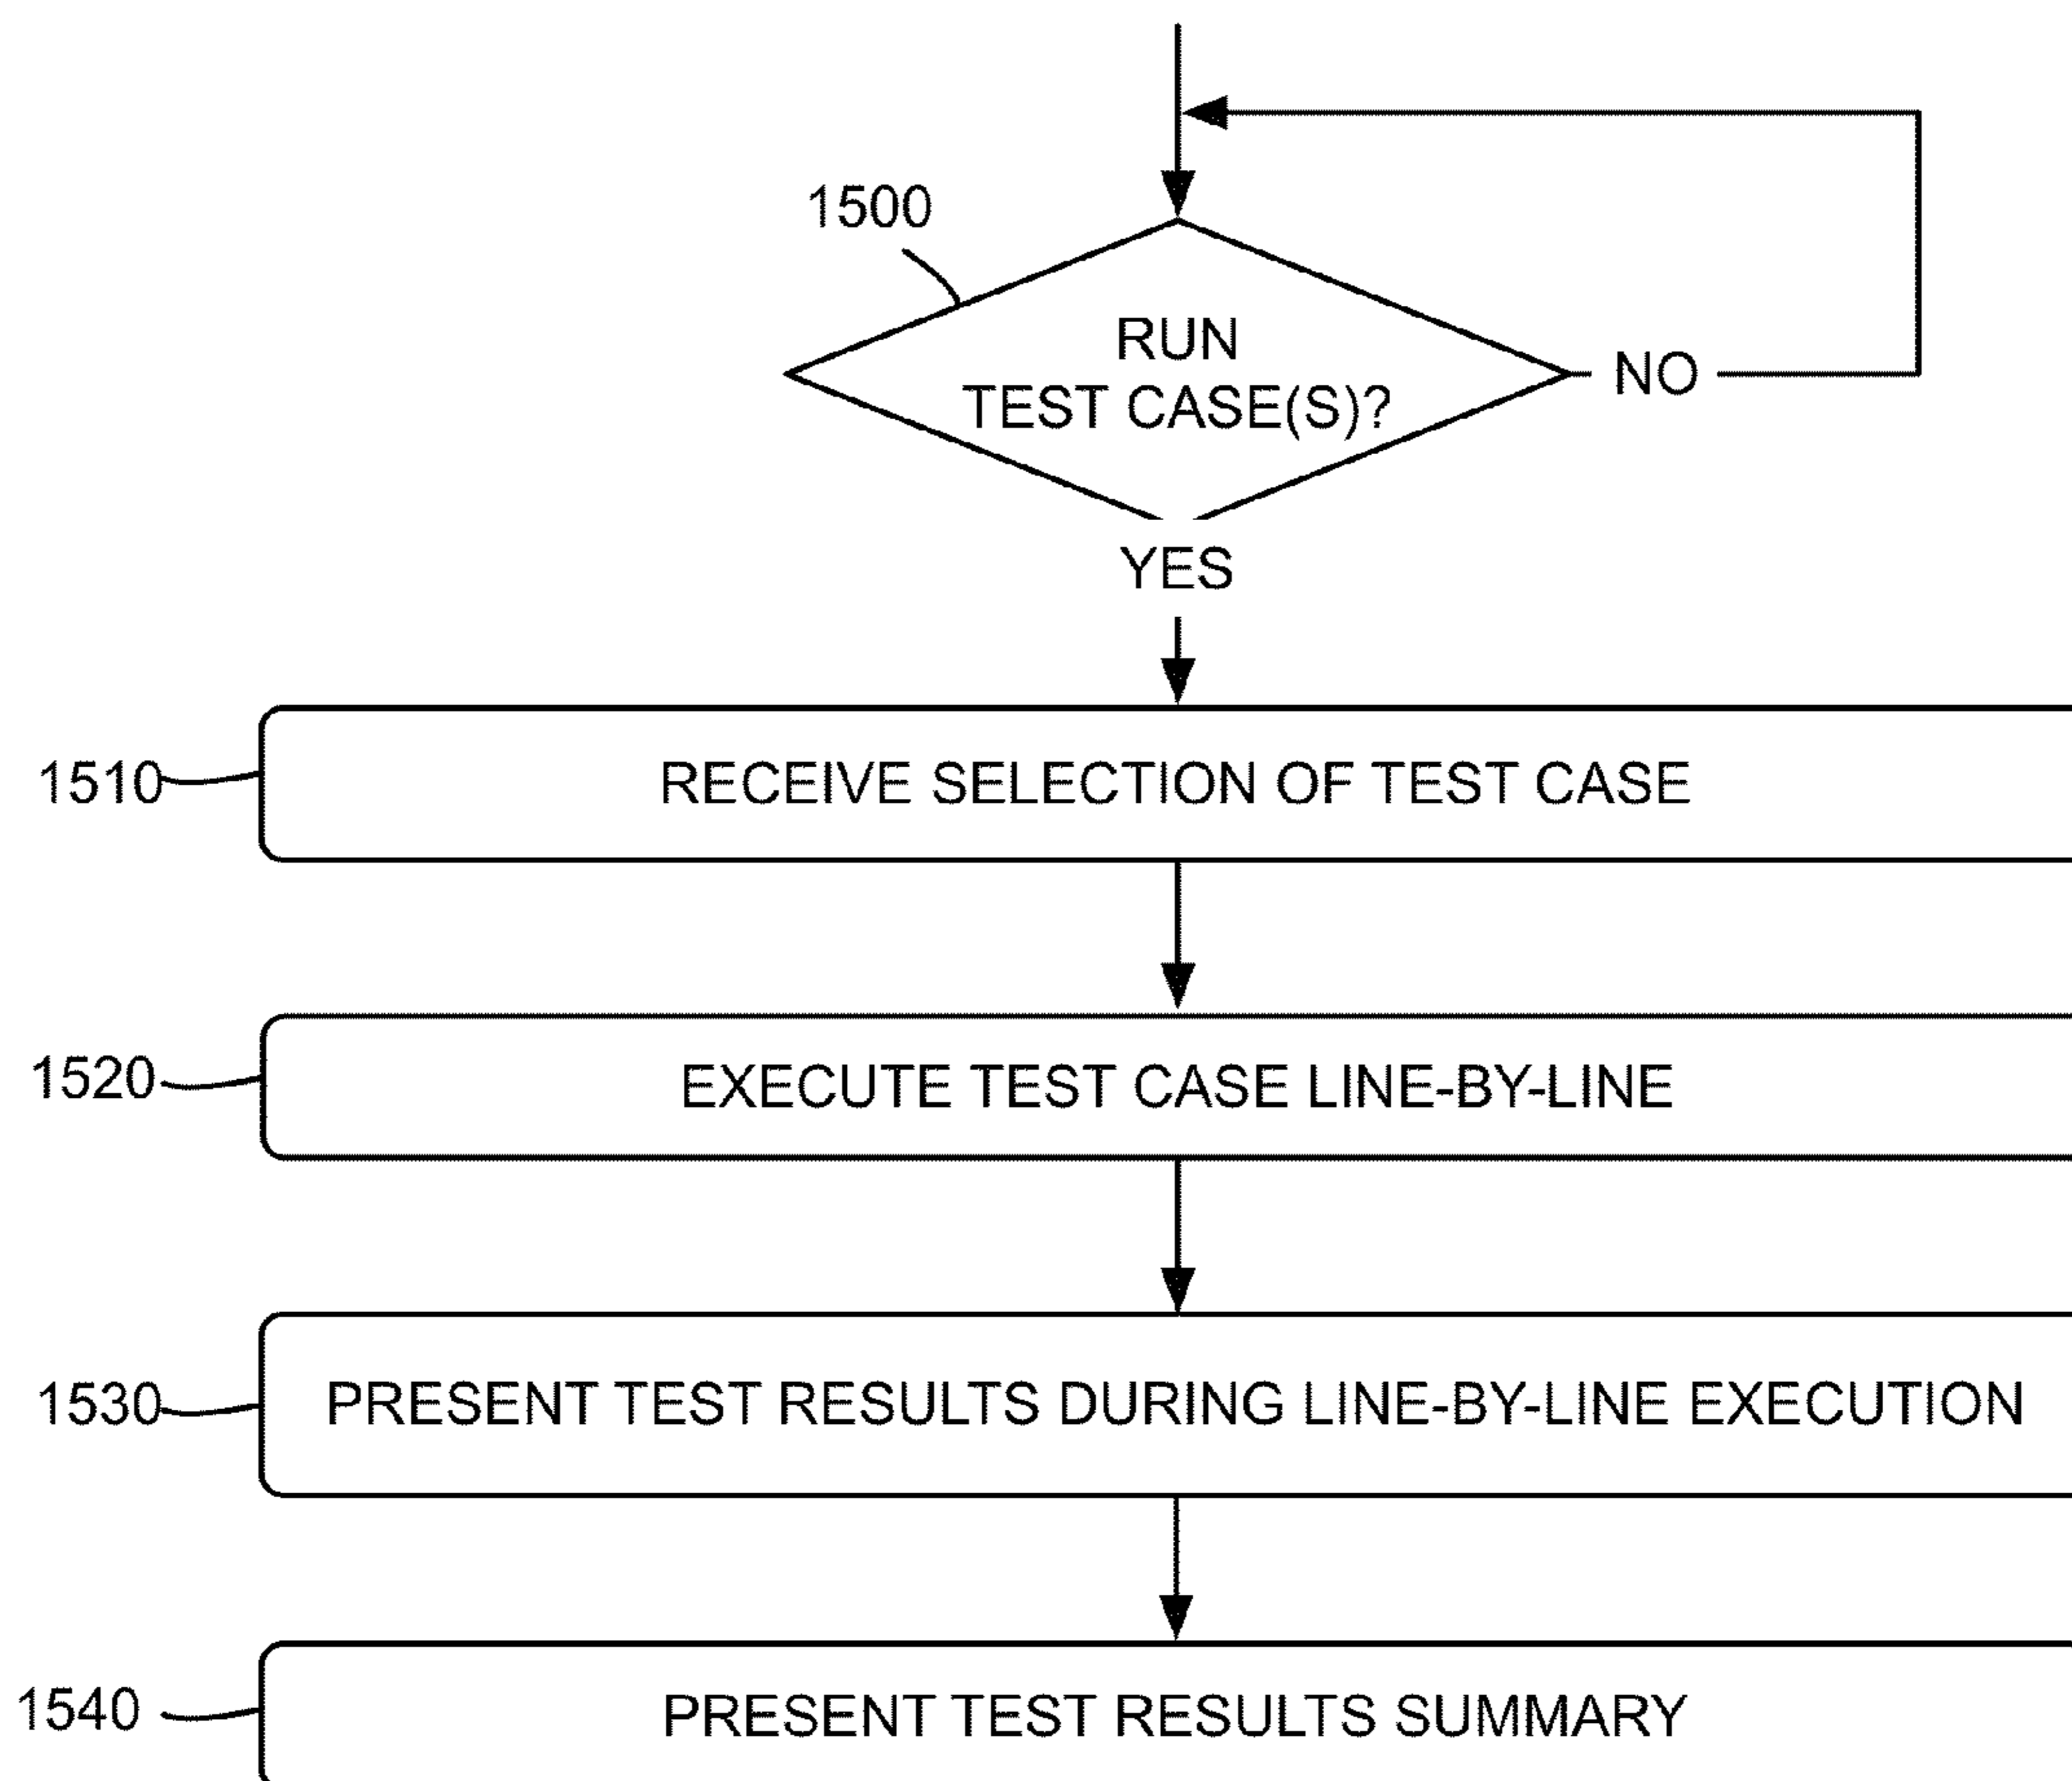 1500
RUN
TEST CASE(S)?
NO
YES
1510
RECEIVE SELECTION OF TEST CASE
1520
EXECUTE TEST CASE LINE-BY-LINE
1530
PRESENT TEST RESULTS DURING LINE-BY-LINE EXECUTION
1540
PRESENT TEST RESULTS SUMMARY